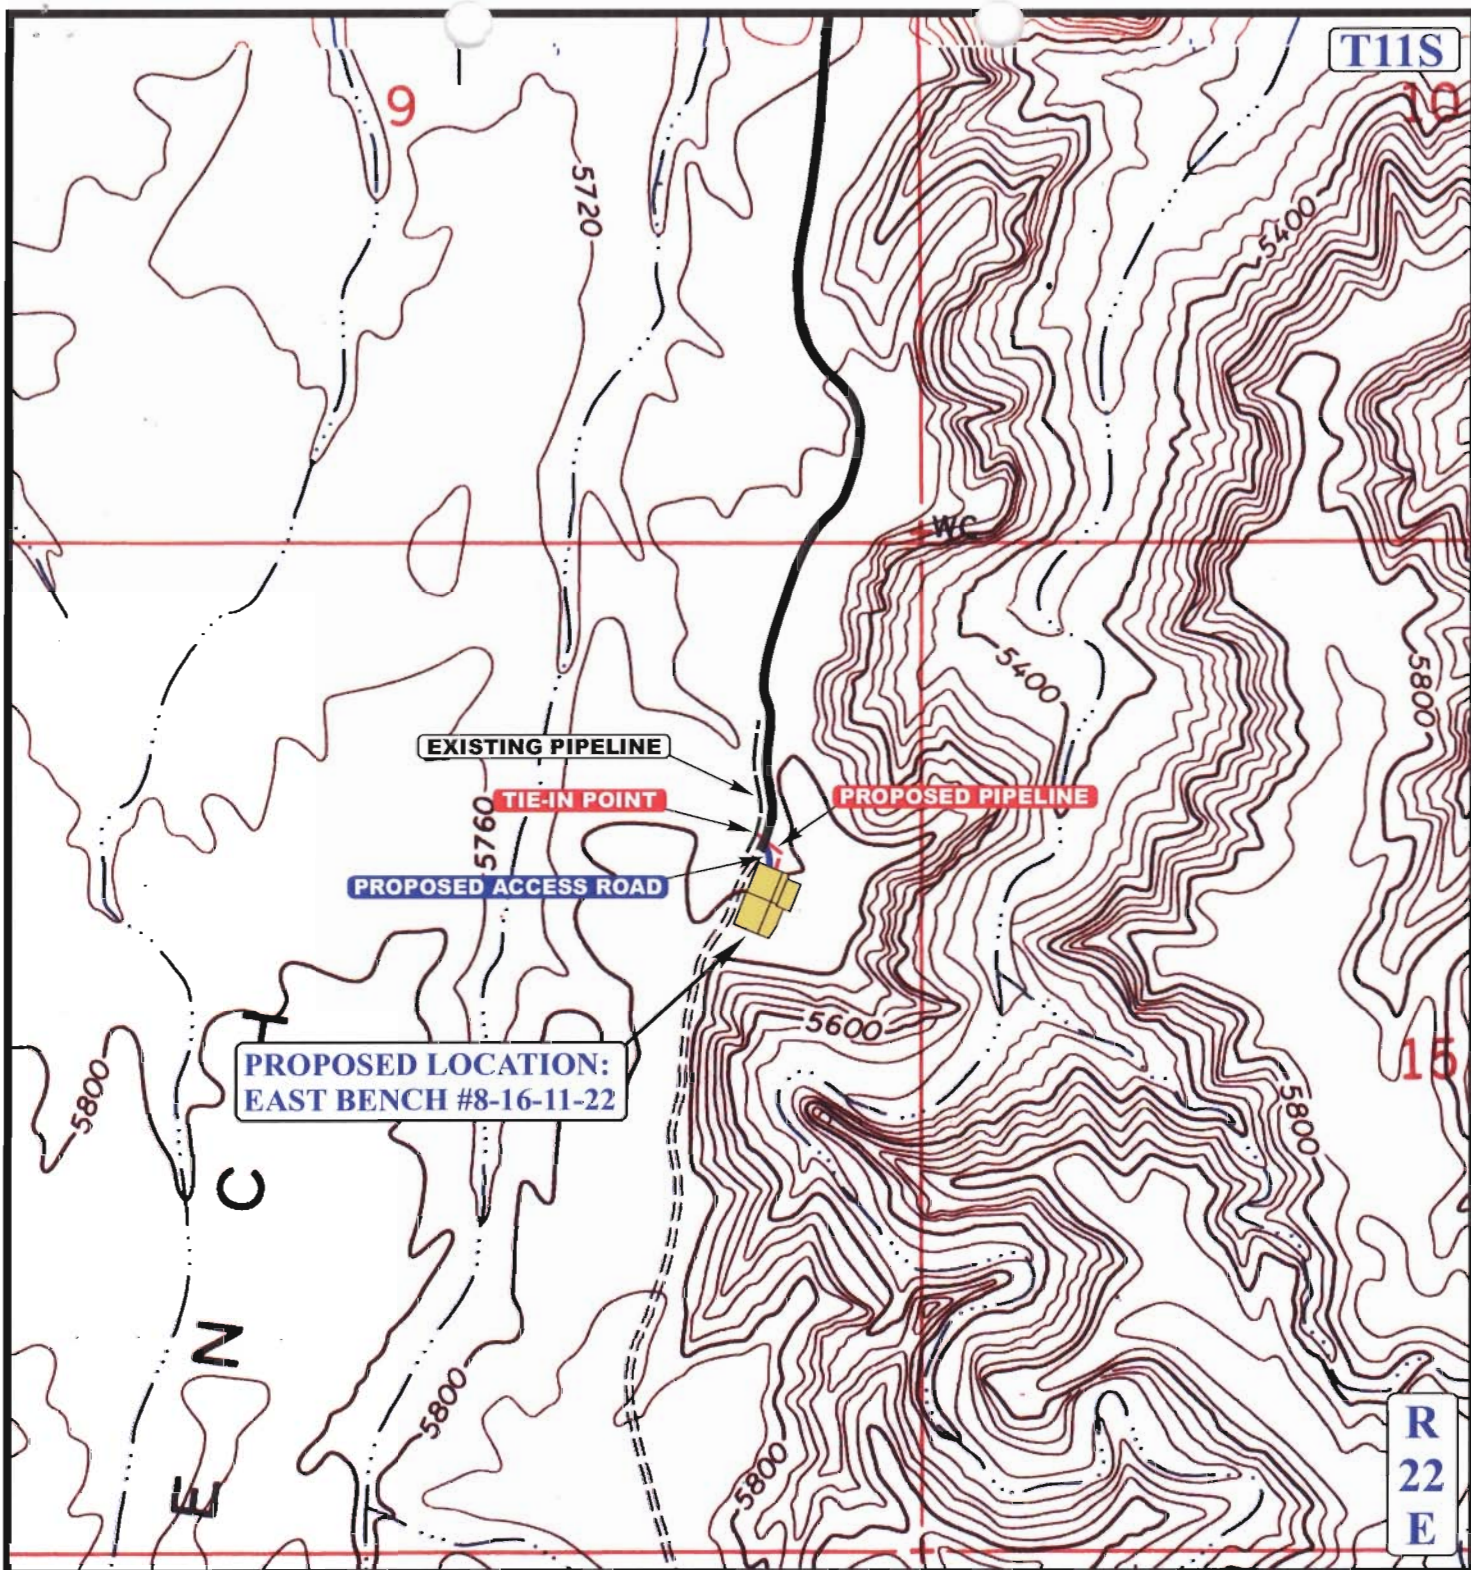 T11S
9
10
5720
5400
WC
5400
5800
EXISTING PIPELINE
TIE-IN POINT
PROPOSED PIPELINE
5760
PROPOSED ACCESS ROAD
5600
PROPOSED LOCATION:
EAST BENCH #8-16-11-22
15
5800
5800
H
C
N
E
5800
5800
R
22
E